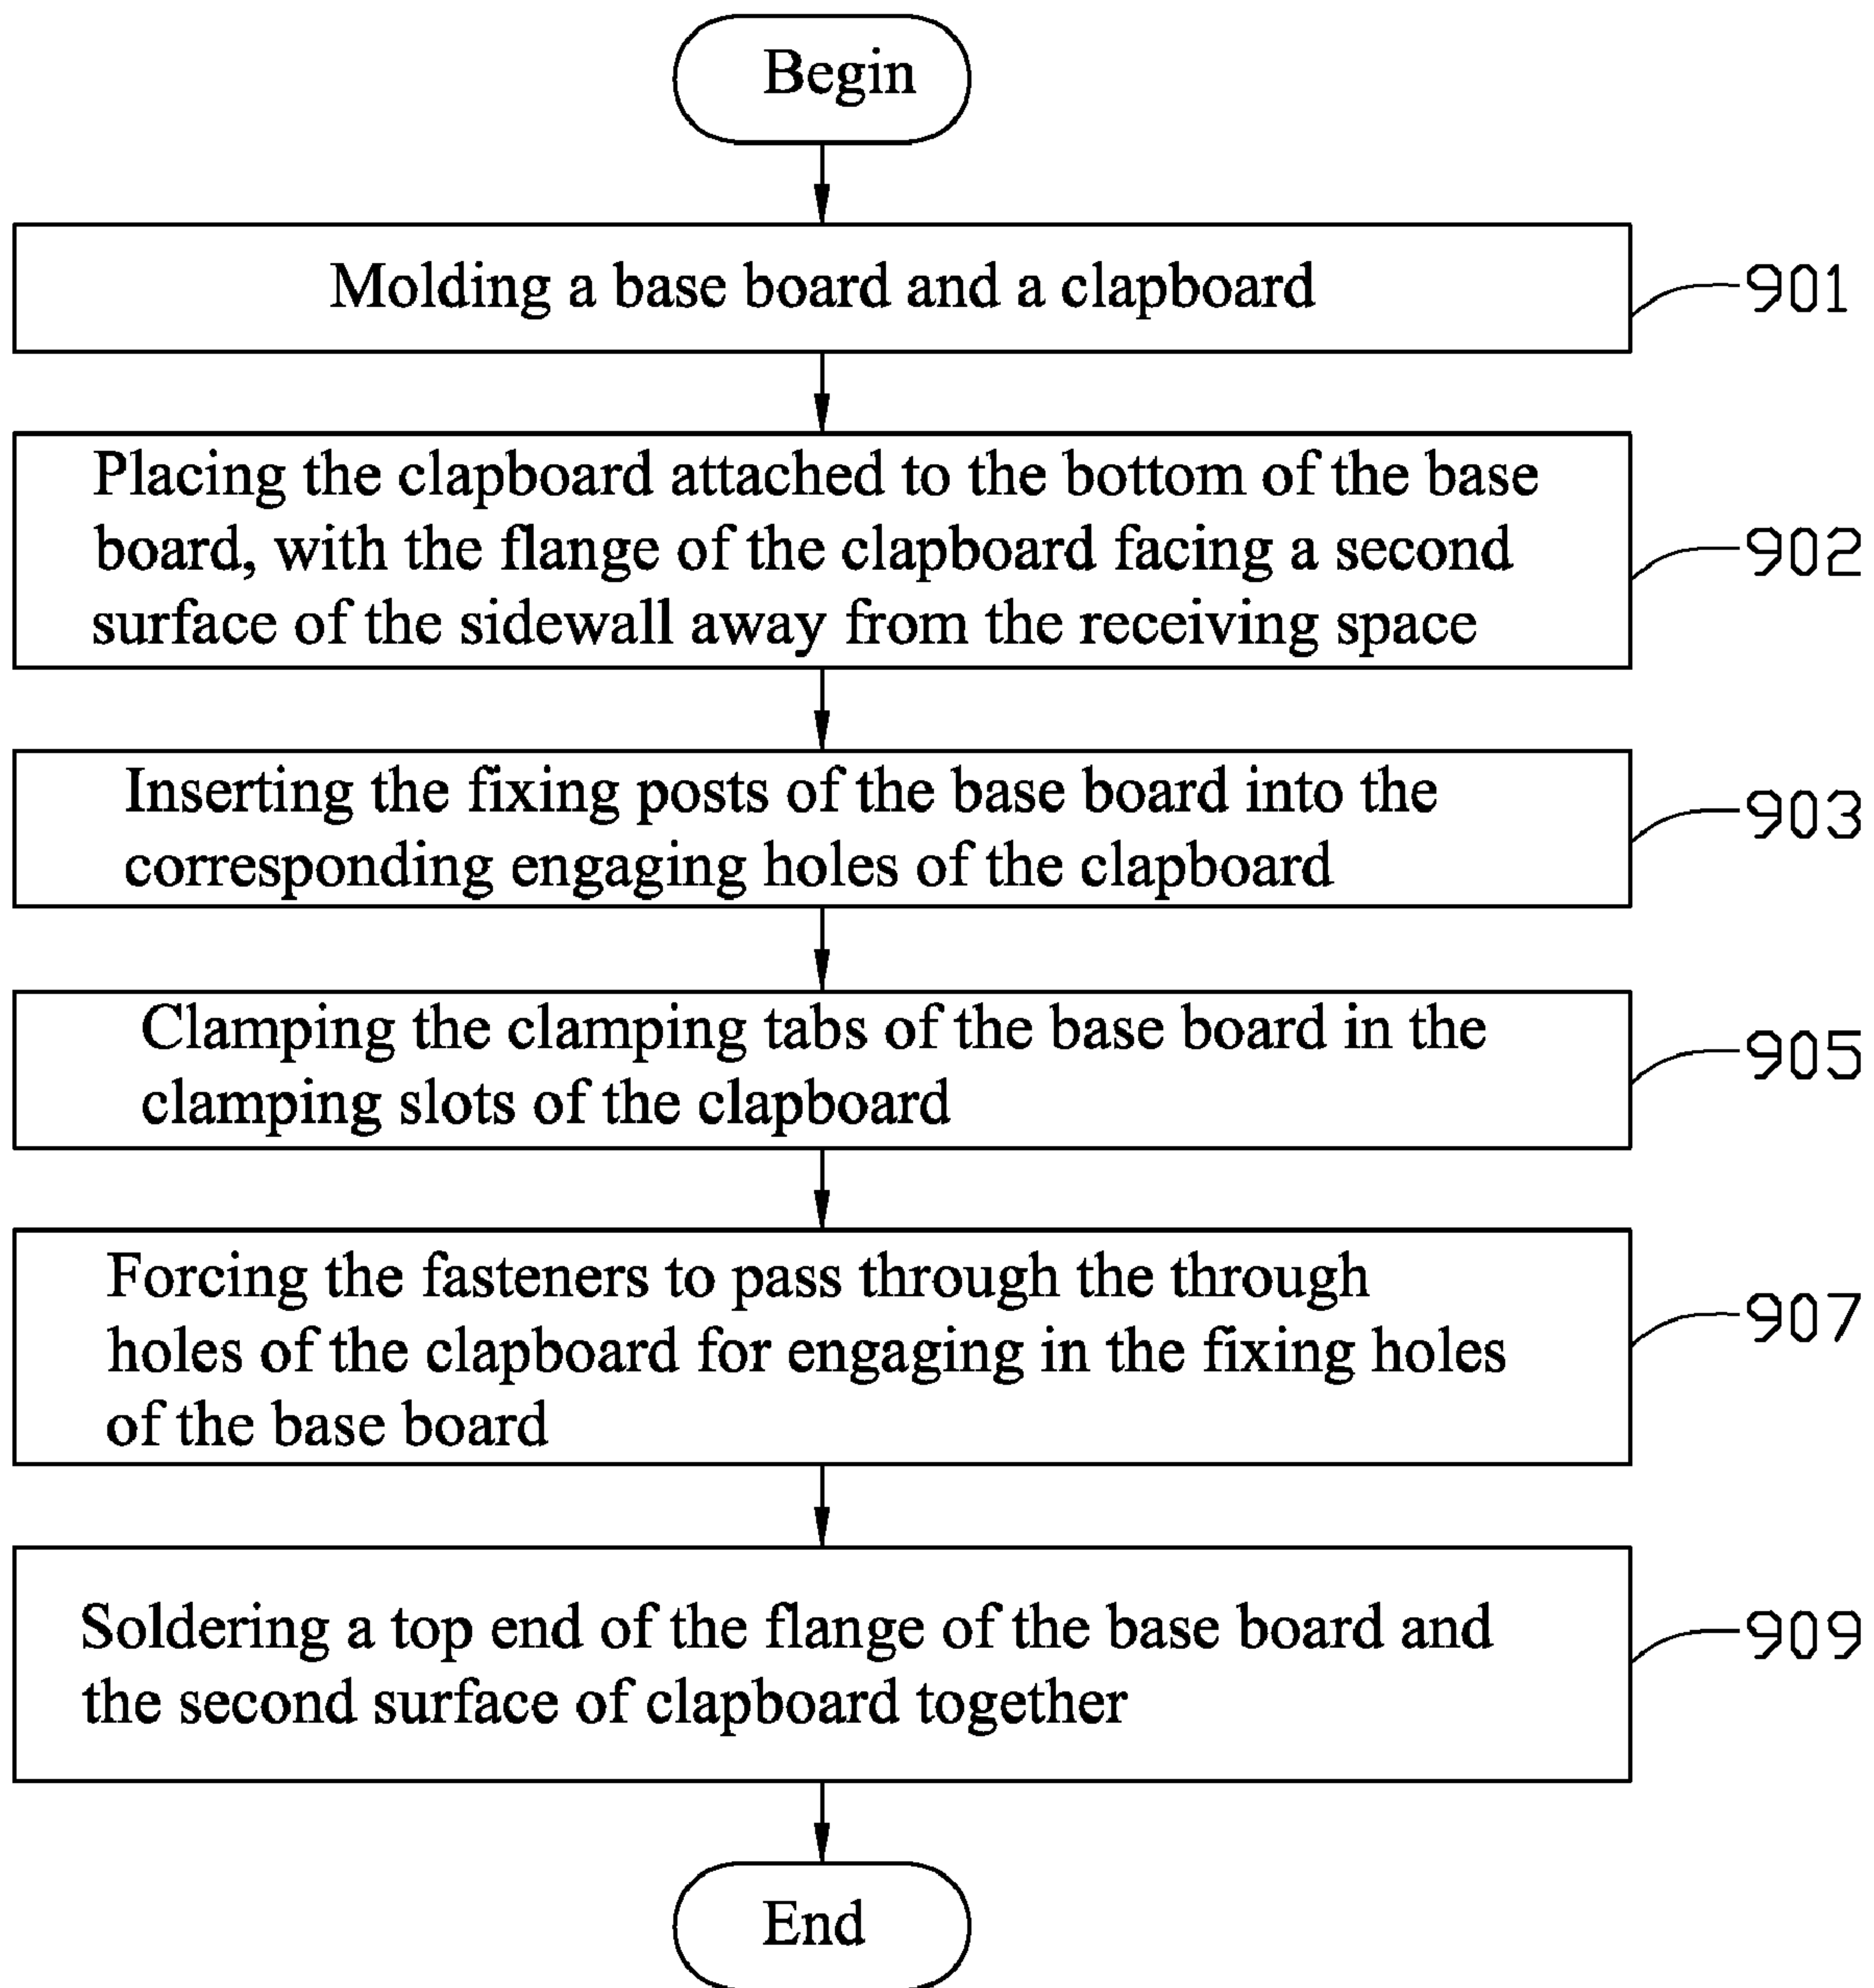 Begin
Molding a base board and a clapboard
901
Placing the clapboard attached to the bottom of the base
board, with the flange of the clapboard facing a second
surface of the sidewall away from the receiving space
902
Inserting the fixing posts of the base board into the
corresponding engaging holes of the clapboard
903
Clamping the clamping tabs of the base board in the
clamping slots of the clapboard
905
Forcing the fasteners to pass through the through
holes of the clapboard for engaging in the fixing holes
of the base board
907
Soldering a top end of the flange of the base board and
the second surface of clapboard together
909
End